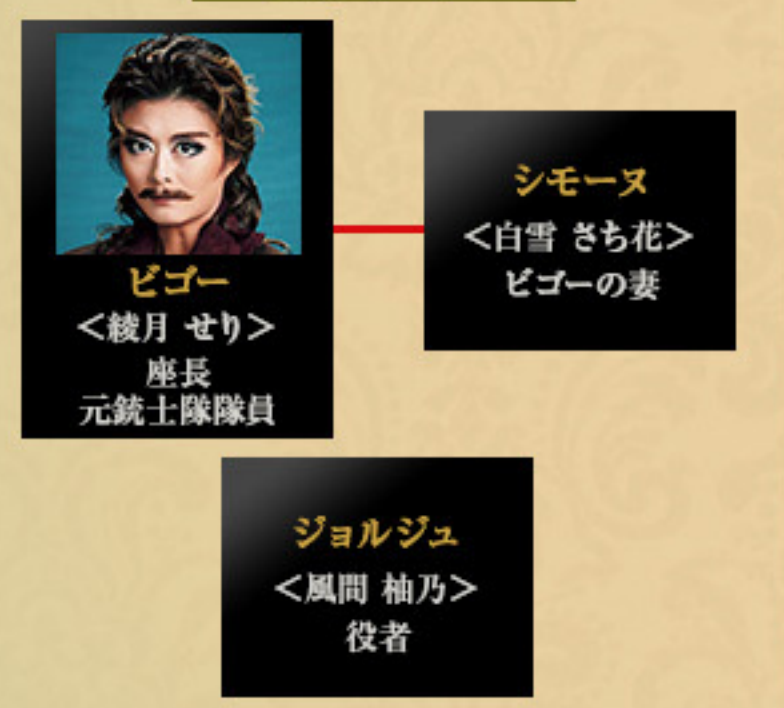 ビゴー
＜綾月 せり＞
座長
元銃士隊隊員
シモーヌ
＜白雪 さち花＞
ビゴーの妻
ジョルジュ
＜風間 柚乃＞
役者